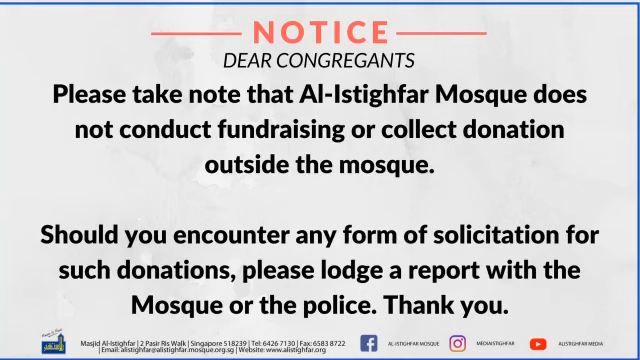 NOTICE
DEAR CONGREGANTS
Please take note that Al-Istighfar Mosque does
not conduct fundraising or collect donation
outside the mosque.
Should you encounter any form of solicitation for
such donations, please lodge a report with the
Mosque or the police. Thank you.
Masjid Al-Istighfar | 2 Pasir Ris Walk | Singapore 518239 | Tel: 6426 7130 | Fax: 6583 8722
| Email: alistighfar@alistighfar.mosque.org.sg | Website: www.alistighfar.org
AL-ISTIGHFAR MOSQUE
MEDIAISTIGHFAR
ALISTIGHFAR MEDIA